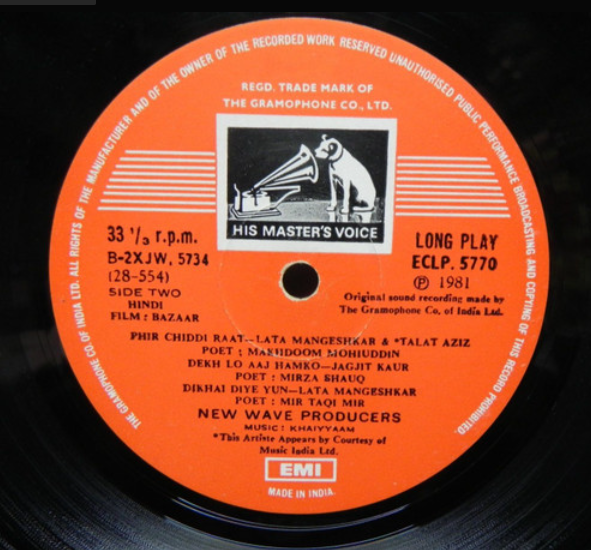 ALL RIGHTS OF THE MANUFACTURER AND OF THE OWNER OF THE RECORDED WORK RESERVED UNAUTHORISED PUBLIC PERFORMANCE BROADCASTING AND COPYING OF THIS RECORD PROHIBITED.
THE GRAMOPHONE CO. OF INDIA LTD.
REGD. TRADE MARK OF
THE GRAMOPHONE CO., LTD.
HIS MASTER'S VOICE
33 1/3 r.p.m.
B-2XJW. 5734
(28-554)
SIDE TWO
HINDI
FILM : BAZAAR
LONG PLAY
ECLP. 5770
Ⓟ 1981
Original sound recording made by
The Gramophone Co. of India Ltd.
PHIR CHIDDI RAAT--LATA MANGESHKAR & *TALAT AZIZ
POET : MAKHDOOM MOHIUDDIN
DEKH LO AAJ HAMKO—JAGJIT KAUR
POET : MIRZA SHAUQ
DIKHAI DIYE YUN—LATA MANGESHKAR
POET : MIR TAQI MIR
NEW WAVE PRODUCERS
MUSIC : KHAIYYAAM
*This Artiste Appears by Courtesy of
Music India Ltd.
EMI
MADE IN INDIA.